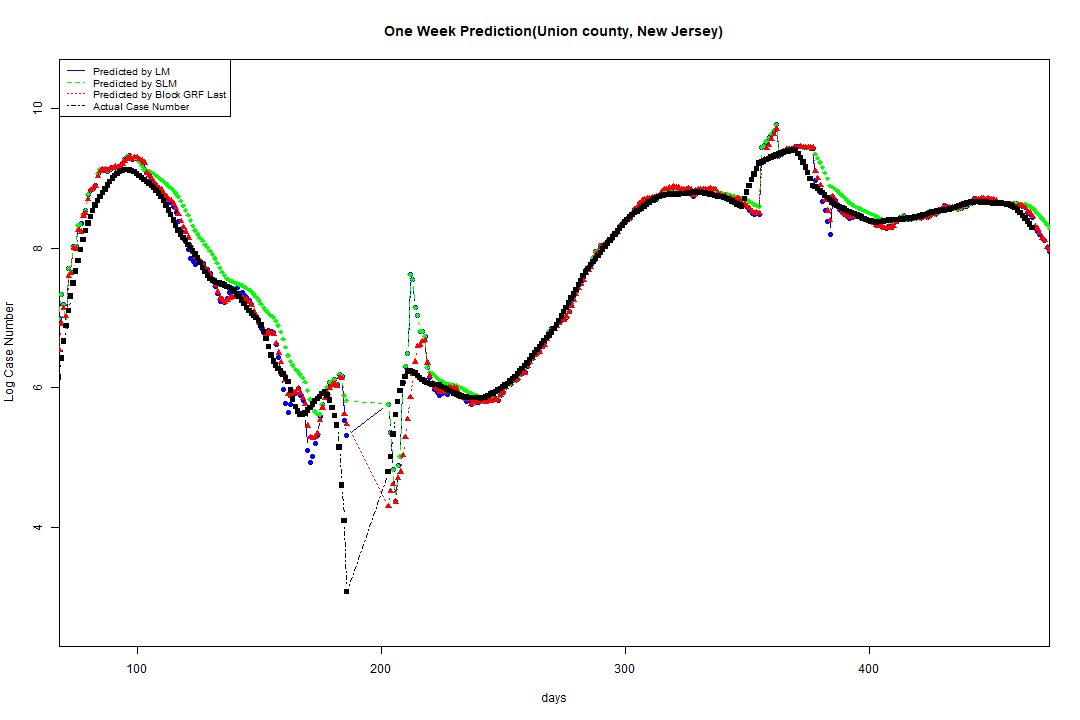 One Week Prediction(Union county, New Jersey)
Predicted by LM
Predicted by SLM
Predicted by Block GRF Last
Actual Case Number
10
8
6
4
Log Case Number
100 200 300 400
days